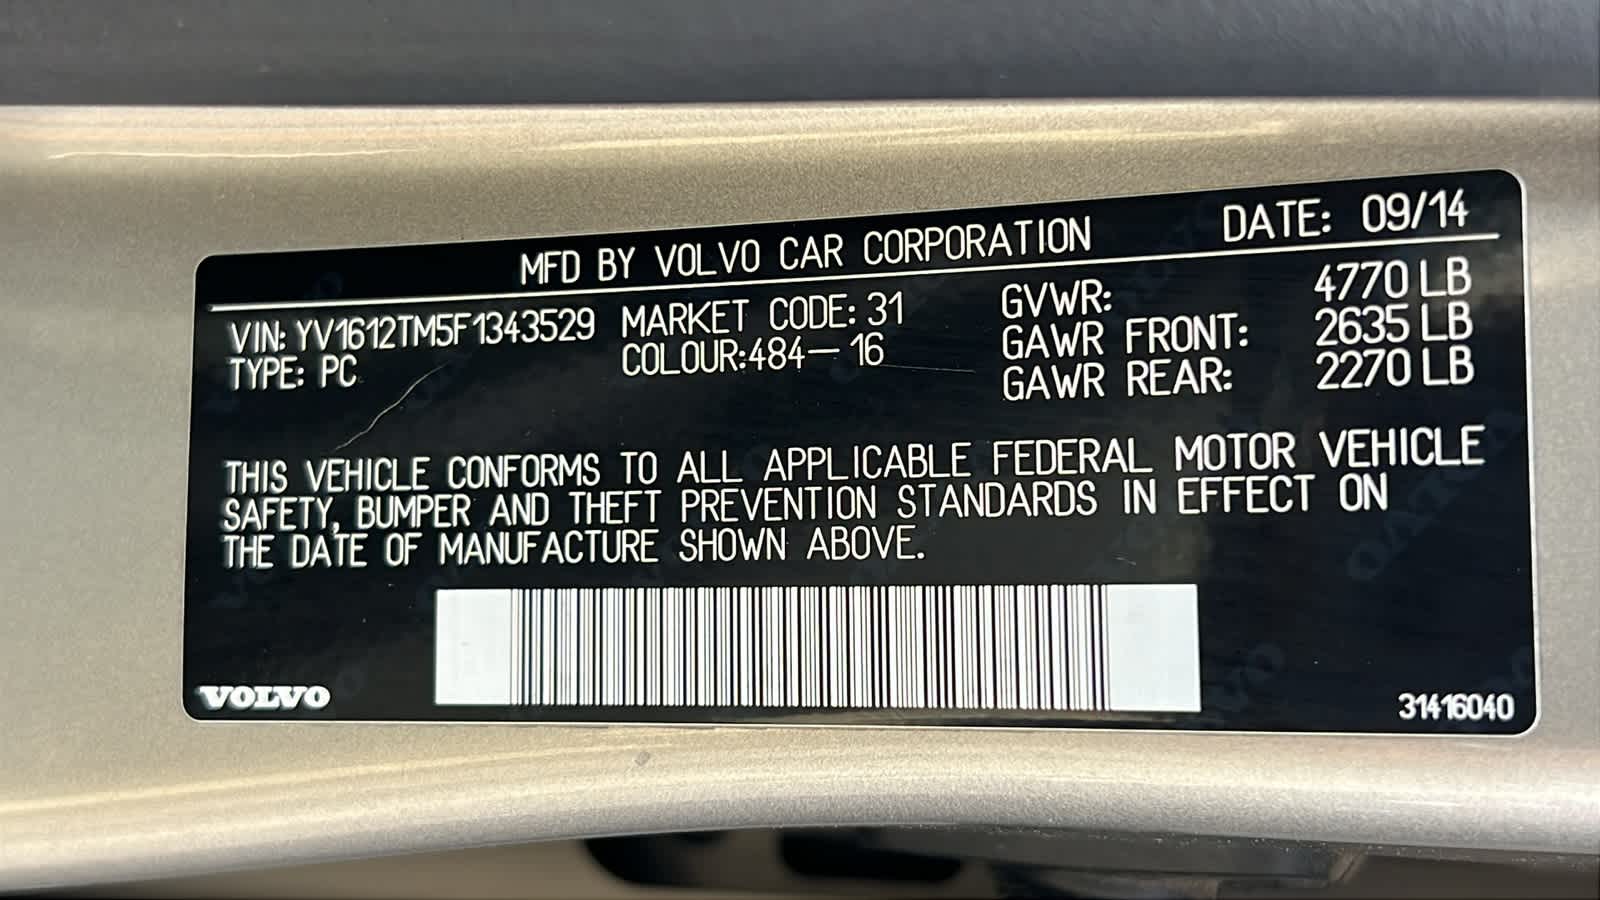 MFD BY VOLVO CAR CORPORATION DATE: 09/14
VIN: YV1612TM5F1343529 MARKET CODE: 31 GVWR: 4770 LB
TYPE: PC COLOUR:484-16 GAWR FRONT: 2635 LB
GAWR REAR: 2270 LB
THIS VEHICLE CONFORMS TO ALL APPLICABLE FEDERAL MOTOR VEHICLE
SAFETY, BUMPER AND THEFT PREVENTION STANDARDS IN EFFECT ON
THE DATE OF MANUFACTURE SHOWN ABOVE.
VOLVO
31416040